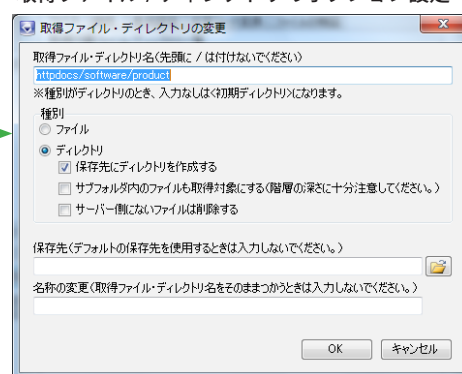 取得ファイル・ディレクトリの変更
取得ファイル・ディレクトリ名(先頭に / は付けないでください)
httpdocs/software/product
※種別がディレクトリのとき、入力なしは<初期ディレクトリ>になります。
種別
ファイル
ディレクトリ
保存先にディレクトリを作成する
サブフォルダ内のファイルも取得対象にする(階層の深さに十分注意してください。)
サーバー側にないファイルは削除する
保存先(デフォルトの保存先を使用するときは入力しないでください。)
名称の変更(取得ファイル・ディレクトリ名をそのままつかうときは入力しないでください。)
OK キャンセル